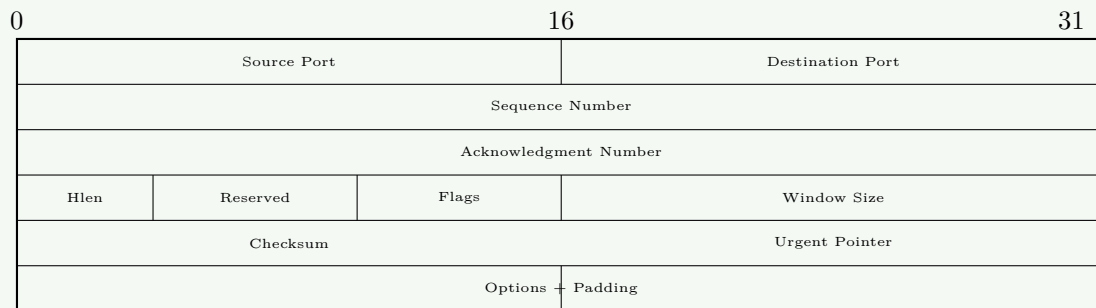 0 16 31
Source Port Destination Port
Sequence Number
Acknowledgment Number
Hlen Reserved Flags Window Size
Checksum Urgent Pointer
Options + Padding